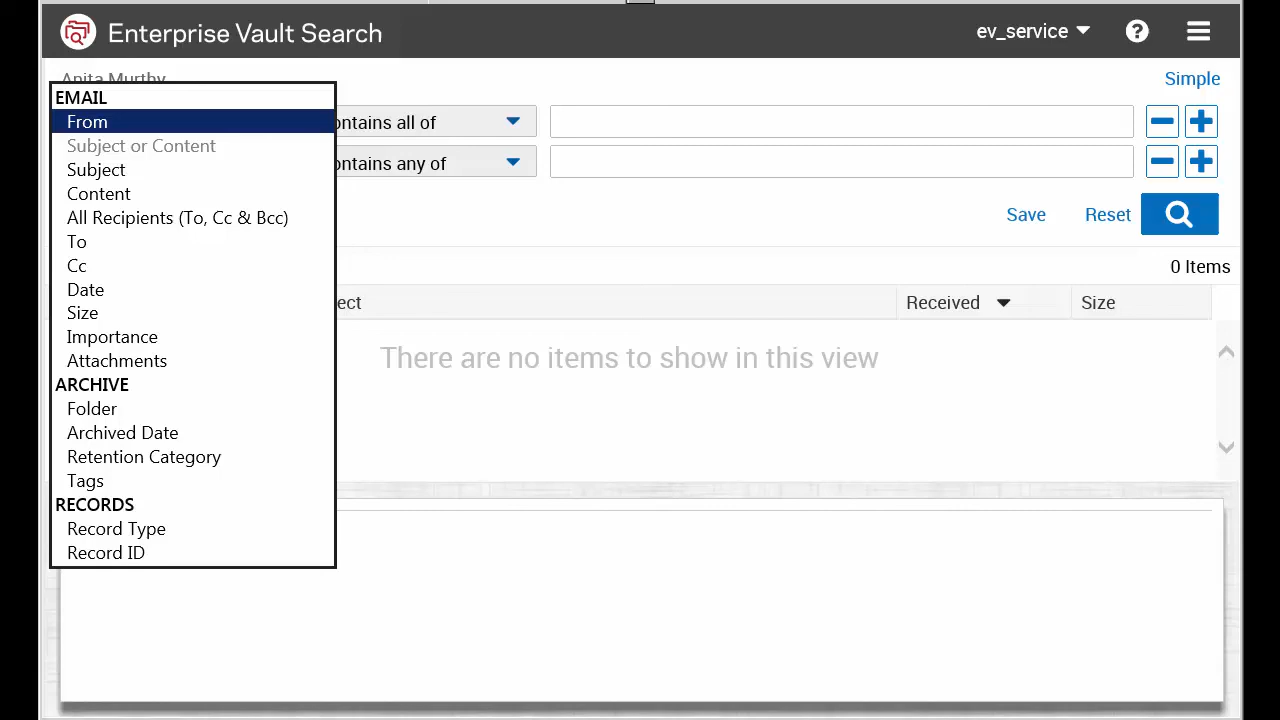 Enterprise Vault Search
ev_service
Anita Murthy
Simple
EMAIL
From
Subject or Content
Subject
Content
All Recipients (To, Cc & Bcc)
To
Cc
Date
Size
Importance
Attachments
ARCHIVE
Folder
Archived Date
Retention Category
Tags
RECORDS
Record Type
Record ID
ontains all of
ontains any of
Save
Reset
0 Items
ect
Received
Size
There are no items to show in this view